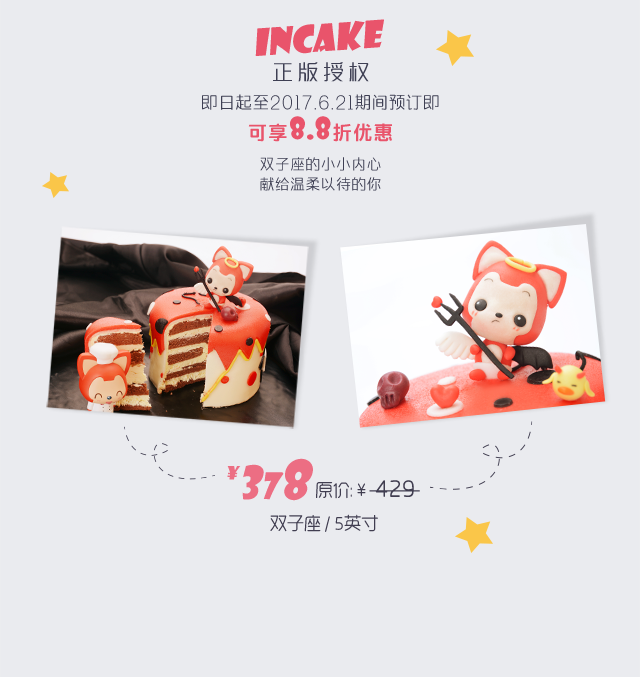 INCAKE
正版授权
即日起至2017.6.21期间预订即
可享8.8折优惠
双子座的小小内心
献给温柔以待的你
¥378 原价:¥ 429
双子座 / 5英寸